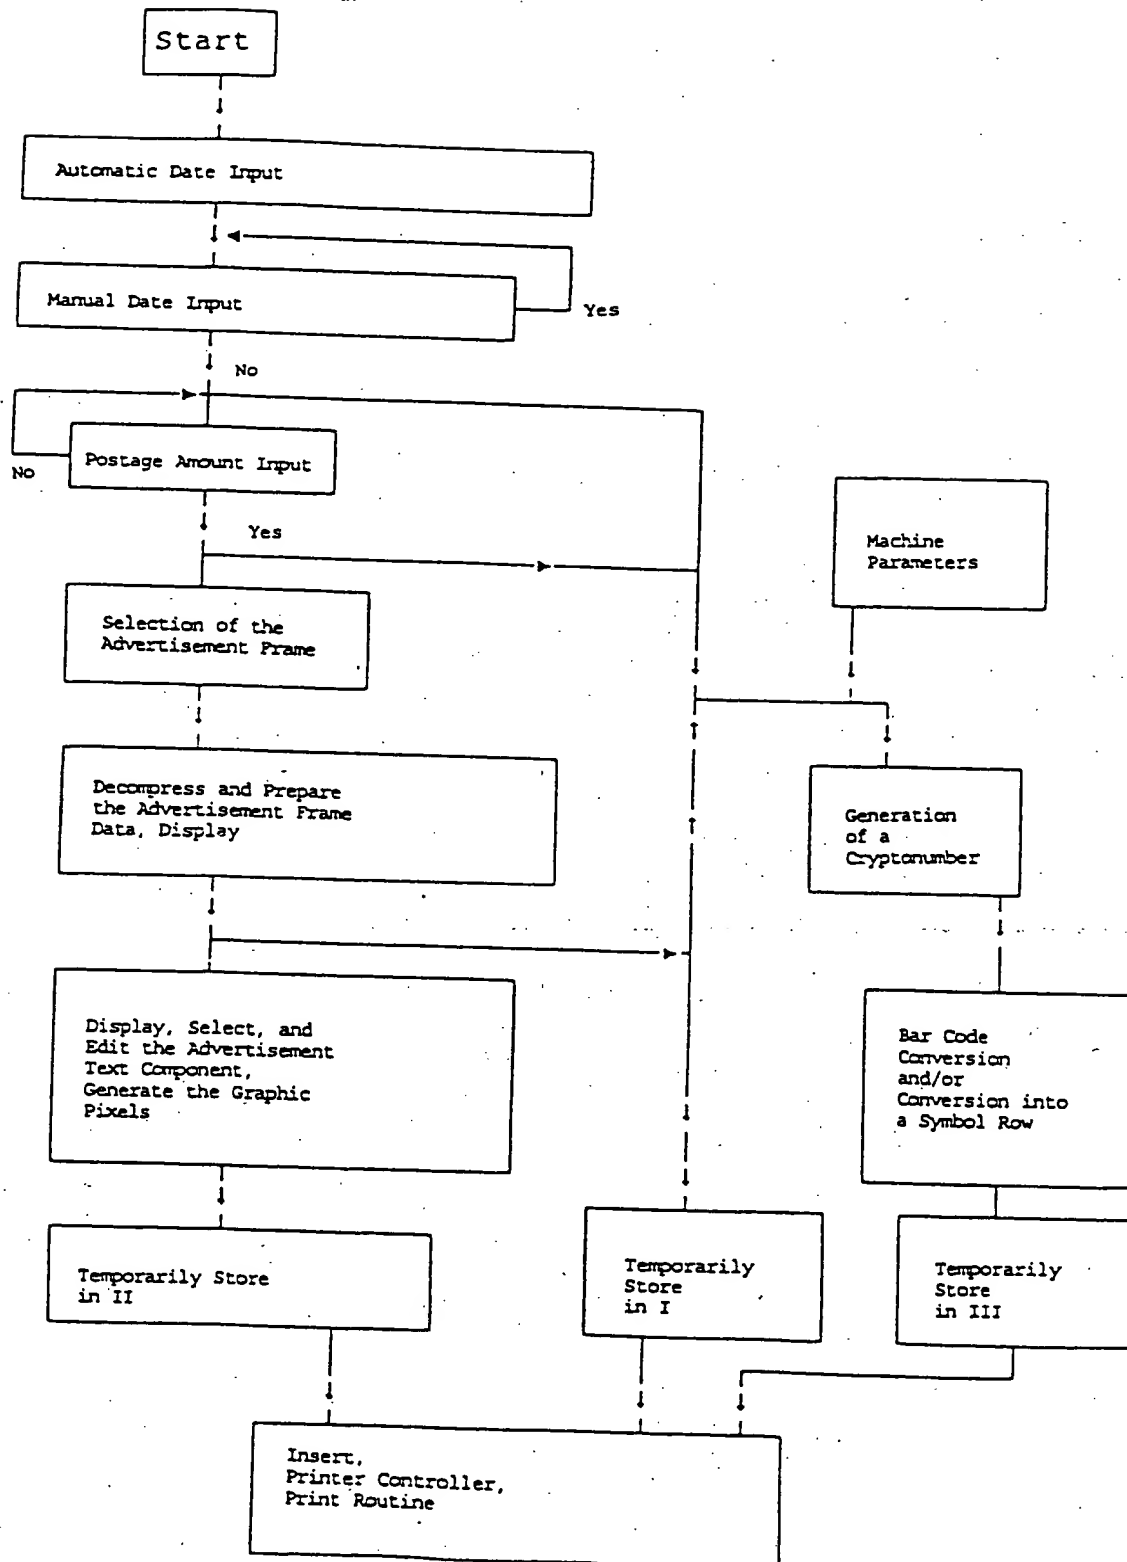 Start
Automatic Date Input
Manual Date Input
Yes
No
Postage Amount Input
No
Yes
Machine
Parameters
Selection of the
Advertisement Frame
Decompress and Prepare
the Advertisement Frame
Data, Display
Generation
of a
Cryptonumber
Display, Select, and
Edit the Advertisement
Text Component,
Generate the Graphic
Pixels
Bar Code
Conversion
and/or
Conversion into
a Symbol Row
Temporarily Store
in II
Temporarily
Store
in I
Temporarily
Store
in III
Insert,
Printer Controller,
Print Routine